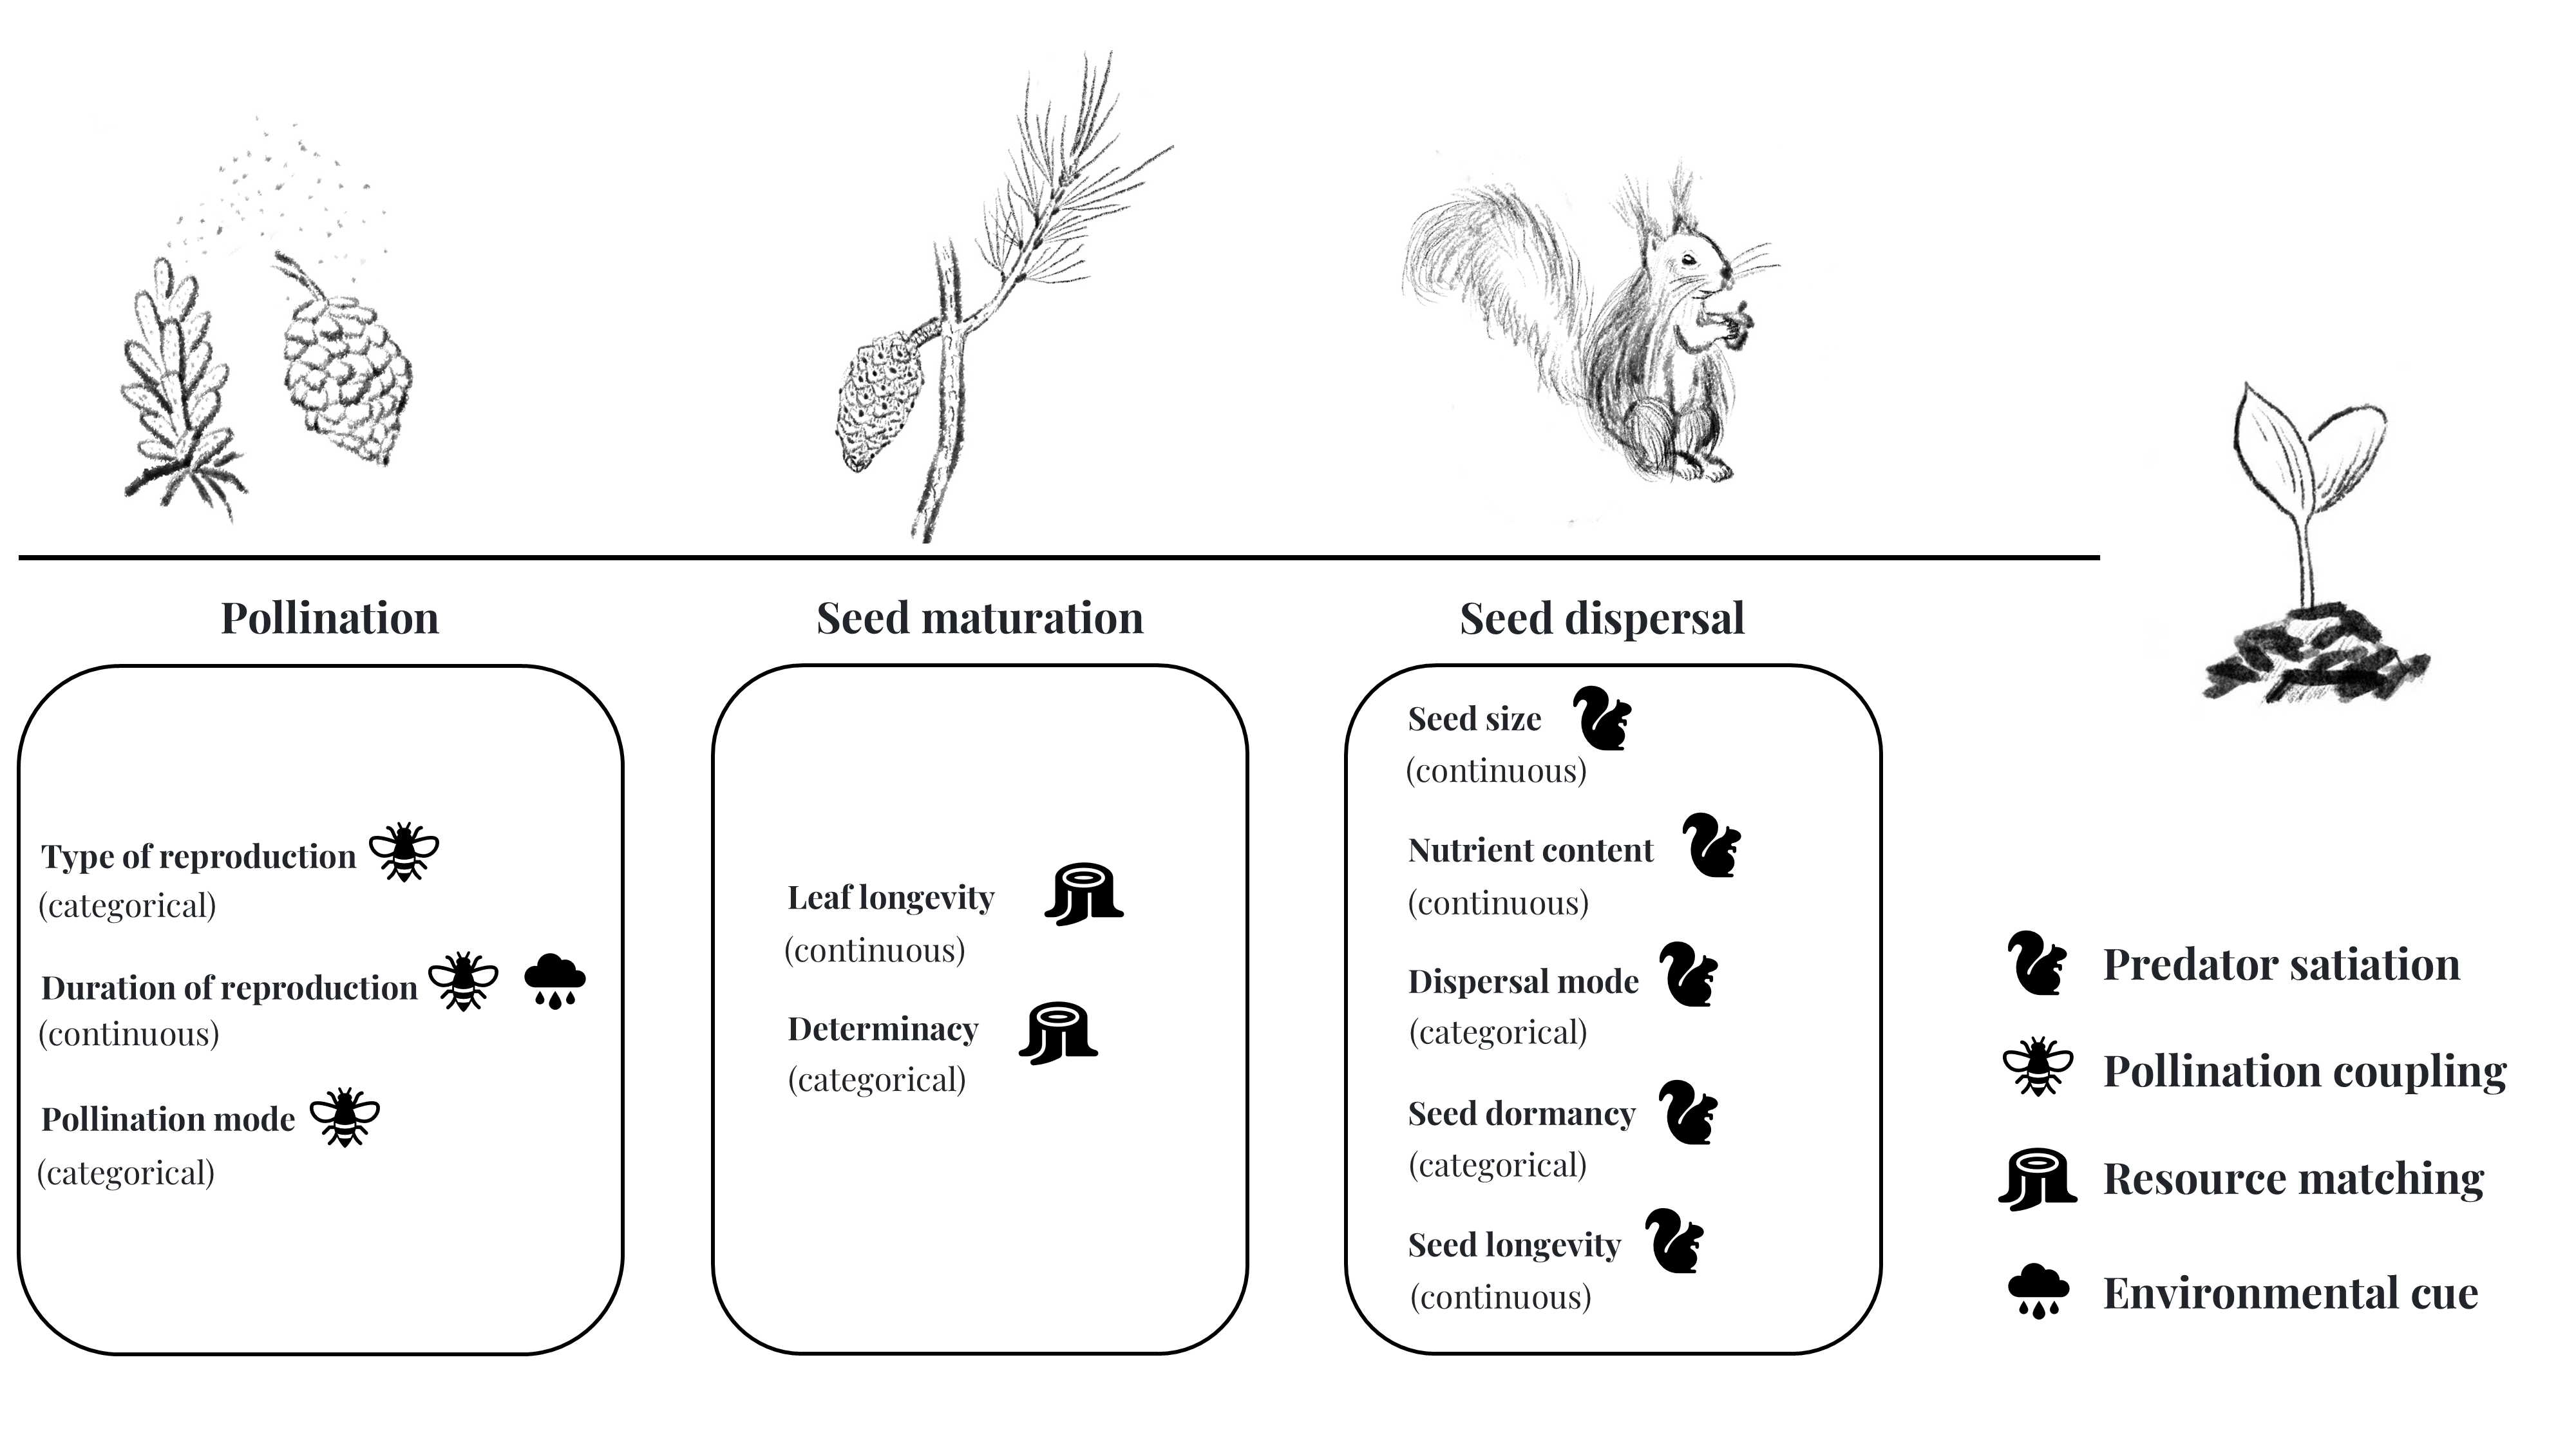 Pollination
Type of reproduction
(categorical)
Duration of reproduction
(continuous)
Pollination mode
(categorical)
Seed maturation
Leaf longevity
(continuous)
Determinacy
(categorical)
Seed dispersal
Seed size
(continuous)
Nutrient content
(continuous)
Dispersal mode
(categorical)
Seed dormancy
(categorical)
Seed longevity
(continuous)
Predator satiation
Pollination coupling
Resource matching
Environmental cue